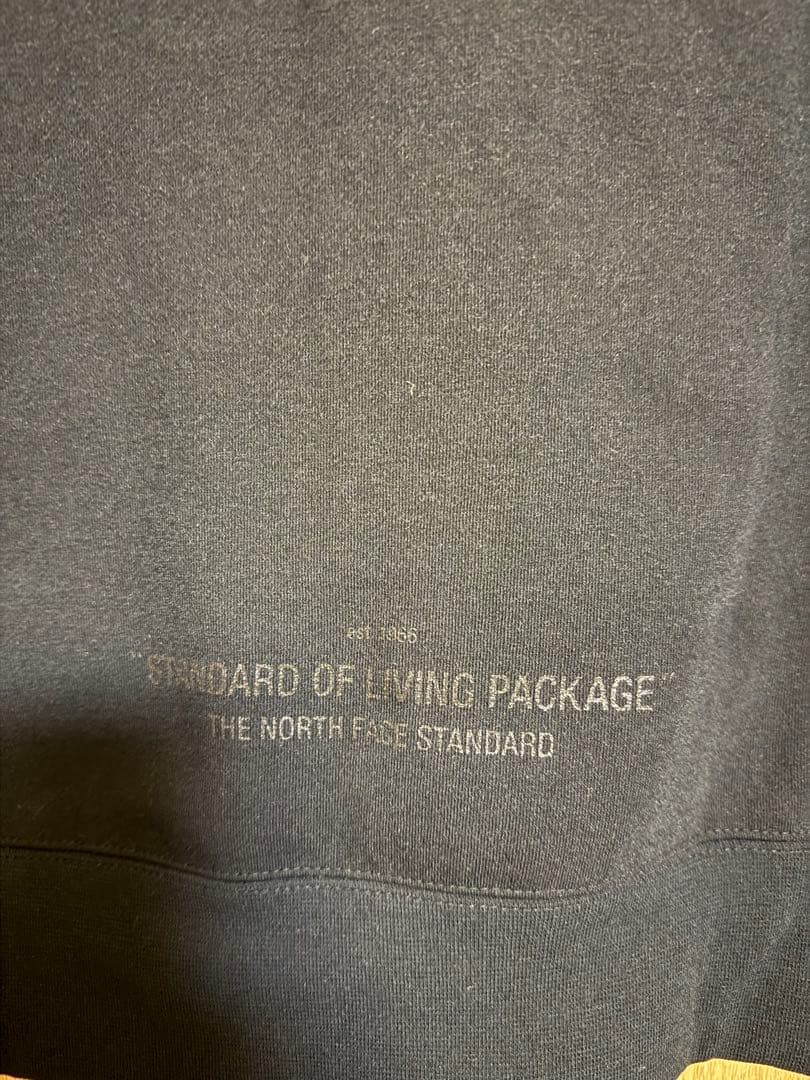 est 1966
"STANDARD OF LIVING PACKAGE"
THE NORTH FACE STANDARD